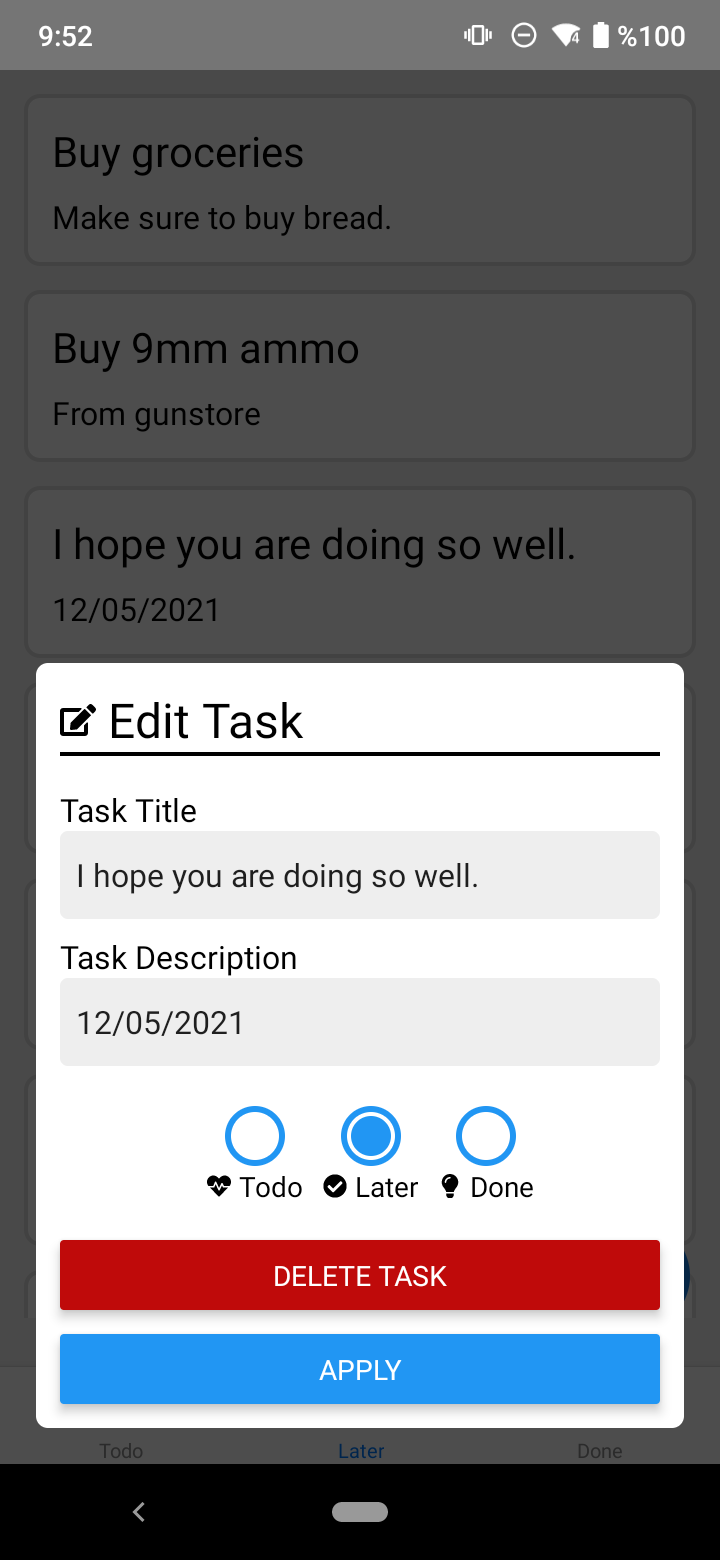 9:52
%100
Buy groceries
Make sure to buy bread.
Buy 9mm ammo
From gunstore
I hope you are doing so well.
12/05/2021
Edit Task
Task Title
I hope you are doing so well.
Task Description
12/05/2021
Todo Later Done
DELETE TASK
APPLY
Todo Later Done